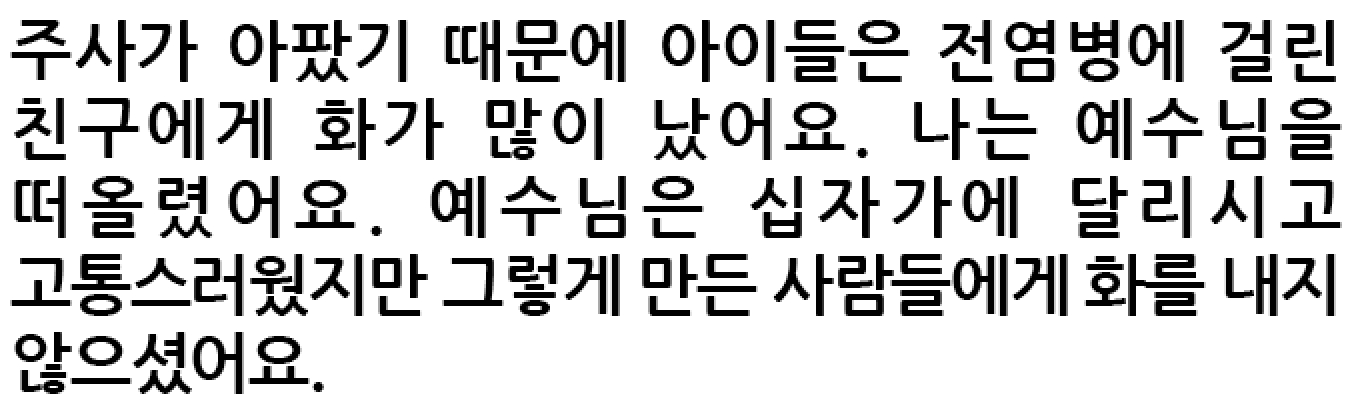 주사가 아팠기 때문에 아이들은 전염병에 걸린
친구에게 화가 많이 났어요. 나는 예수님을
떠올렸어요. 예수님은 십자가에 달리시고
고통스러웠지만 그렇게 만든 사람들에게 화를 내지
않으셨어요.